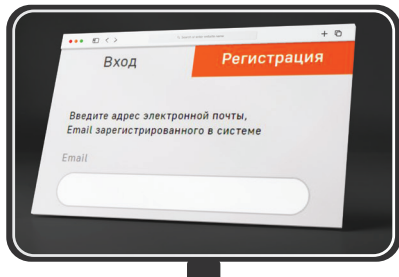 Вход
Регистрация
Введите адрес электронной почты,
Email зарегистрированного в системе
Email